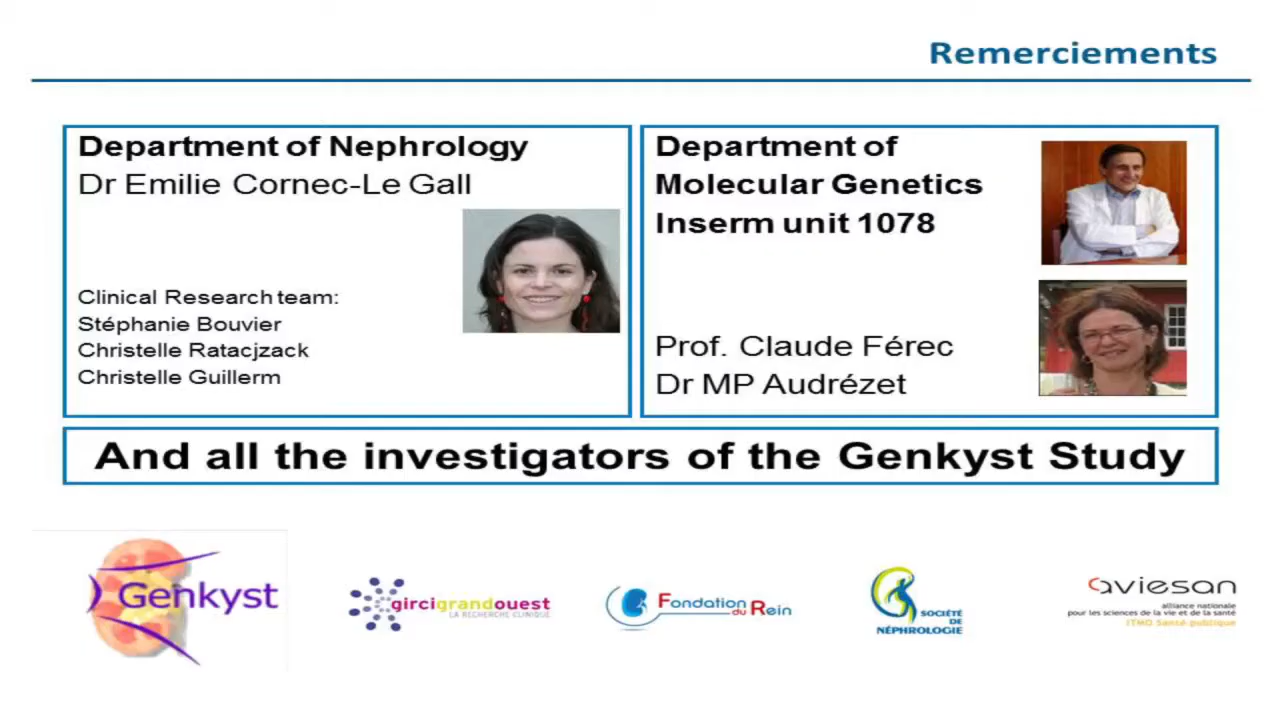 Remerciements
Department of Nephrology
Dr Emilie Cornec-Le Gall
Clinical Research team:
Stéphanie Bouvier
Christelle Ratacjzack
Christelle Guillerm
Department of
Molecular Genetics
Inserm unit 1078
Prof. Claude Férec
Dr MP Audrézet
And all the investigators of the Genkyst Study
Genkyst
gircigrandouest
LA RECHERCHE CLINIQUE
Fondation du Rein
SOCIÉTÉ
DE
NÉPHROLOGIE
aviesan
alliance nationale
pour les sciences de la vie et de la santé
ITMO Santé publique